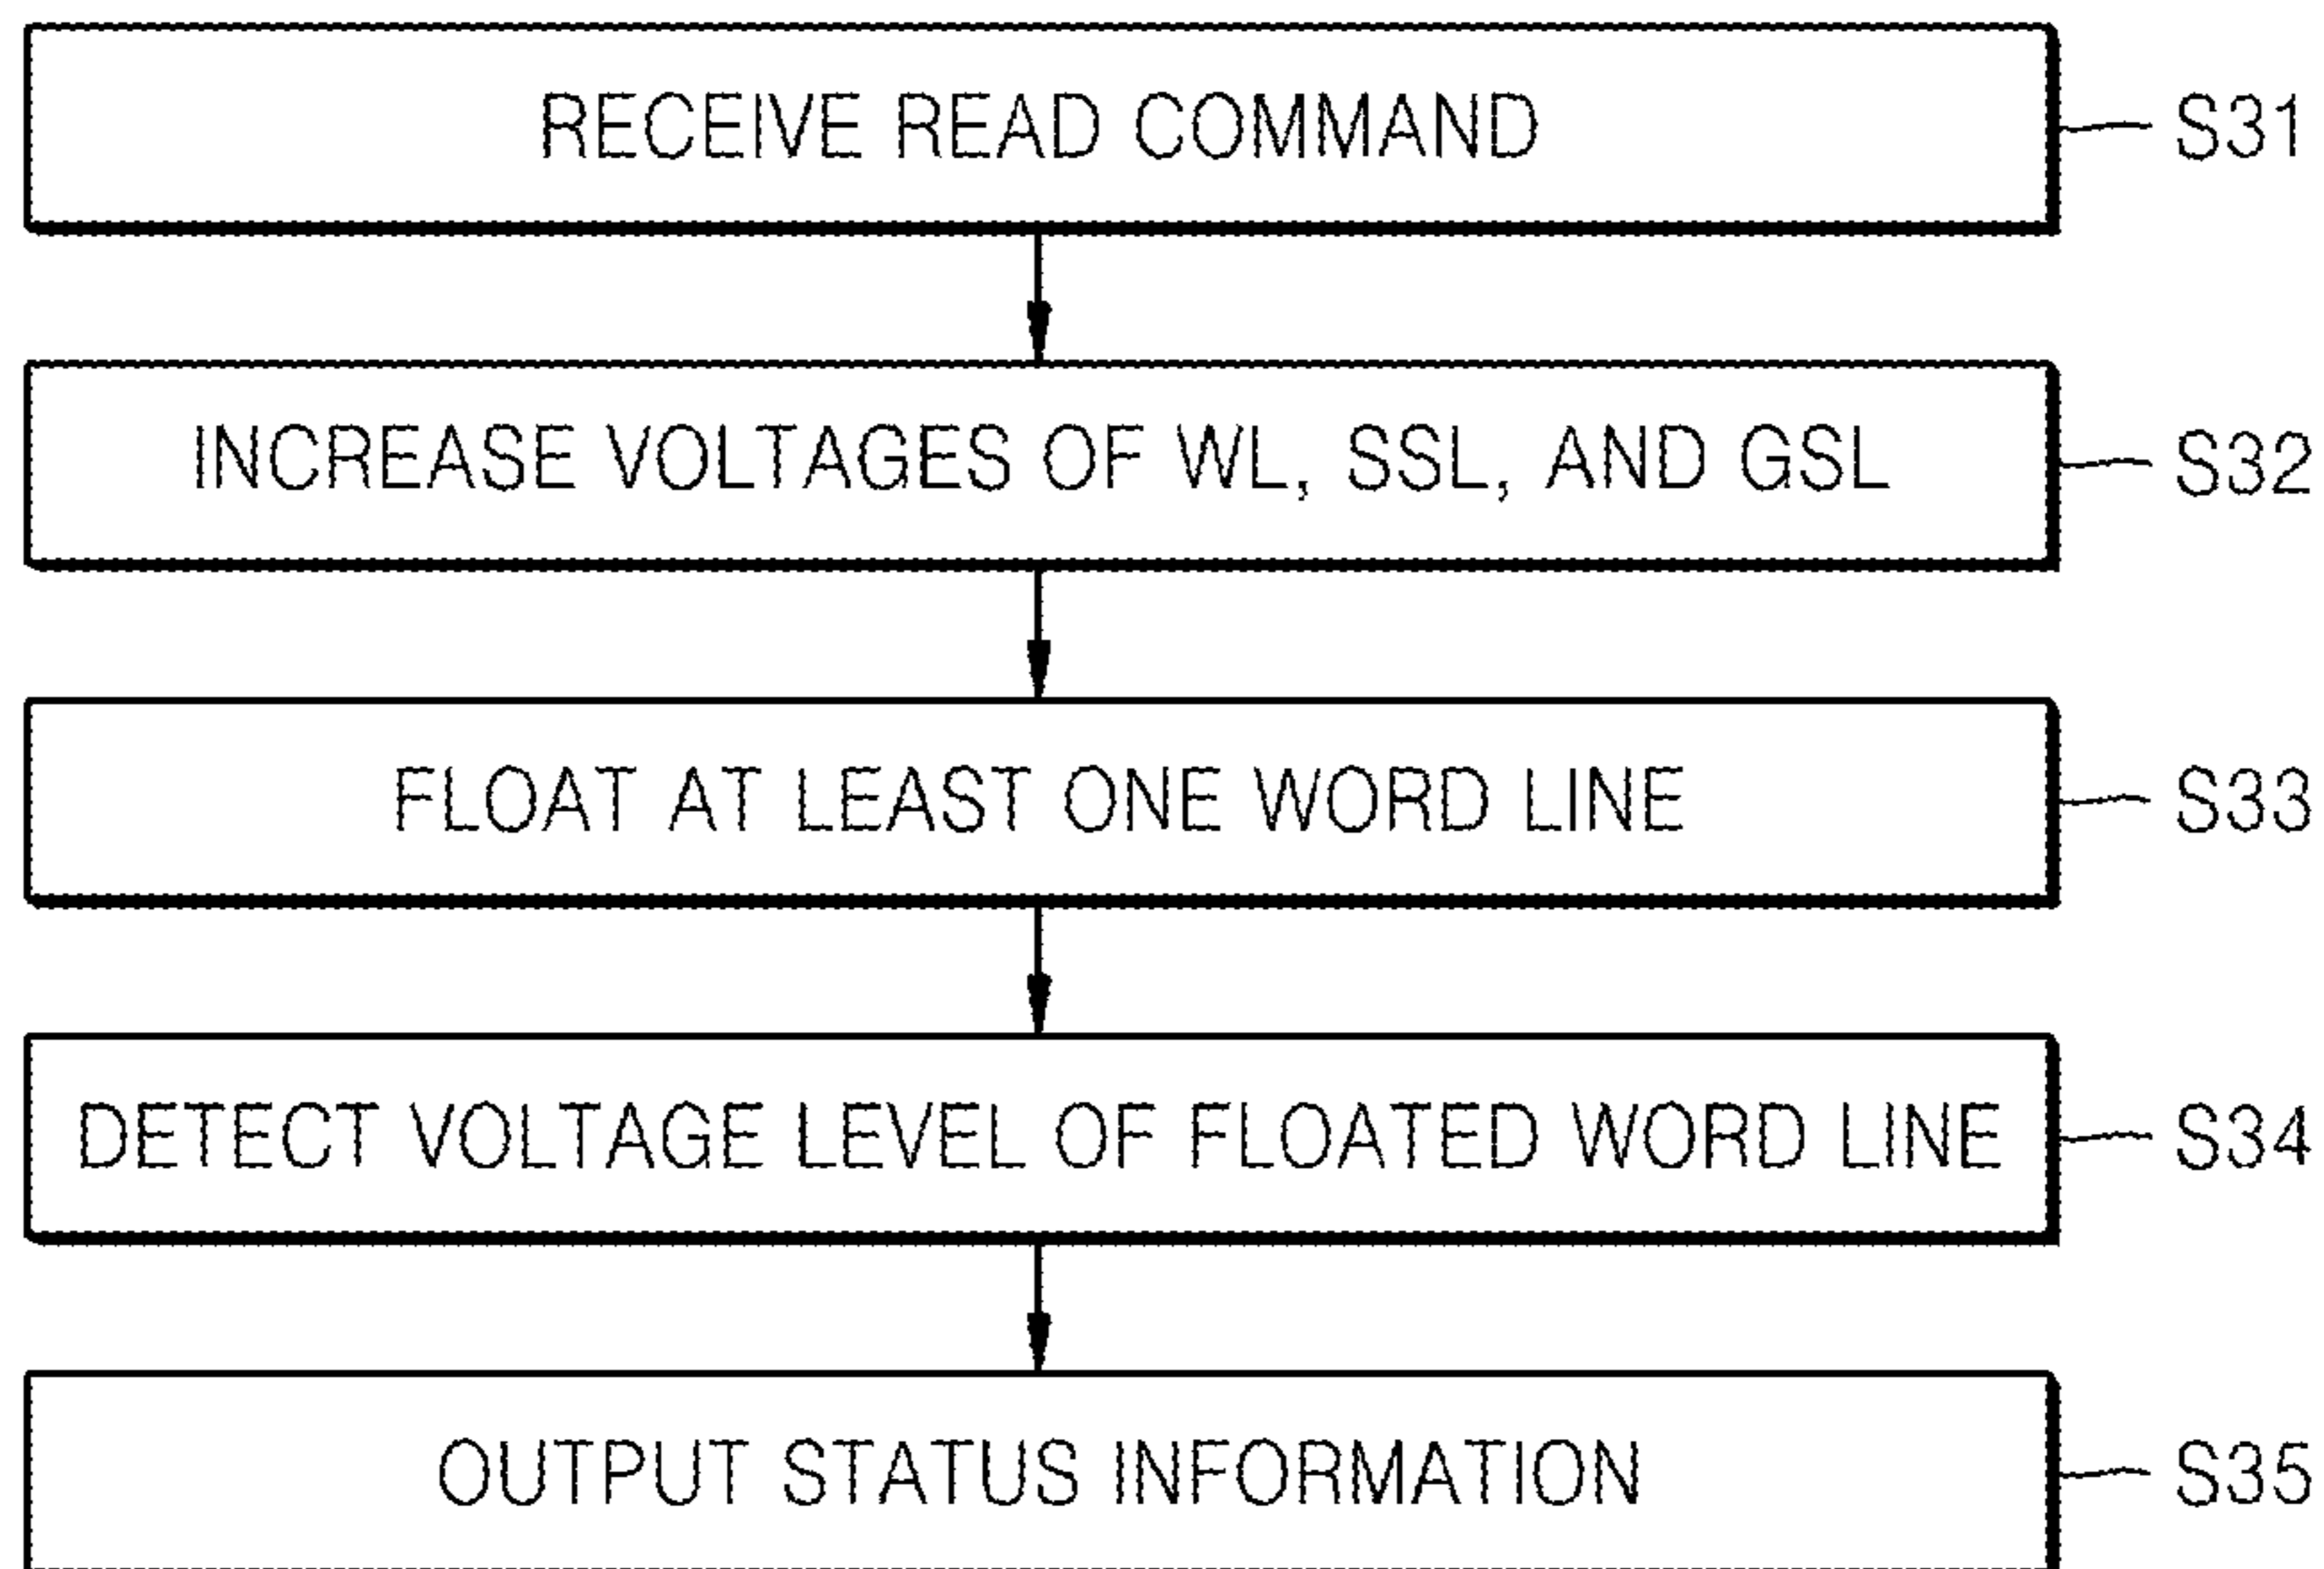 RECEIVE READ COMMAND S31
INCREASE VOLTAGES OF WL, SSL, AND GSL S32
FLOAT AT LEAST ONE WORD LINE S33
DETECT VOLTAGE LEVEL OF FLOATED WORD LINE S34
OUTPUT STATUS INFORMATION S35